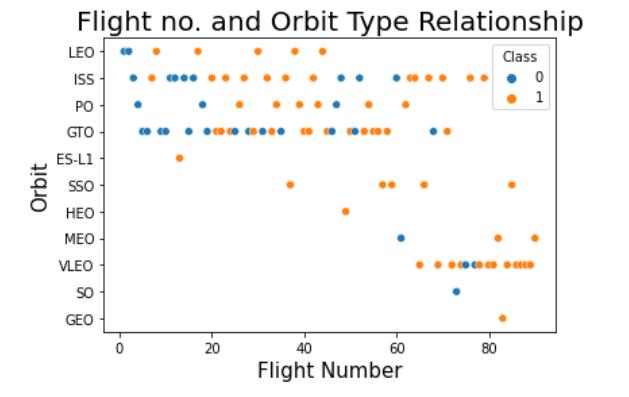 Flight no. and Orbit Type Relationship
Orbit
LEO
ISS
PO
GTO
ES-L1
SSO
HEO
MEO
VLEO
SO
GEO
Class
0
1
0 20 40 60 80
Flight Number